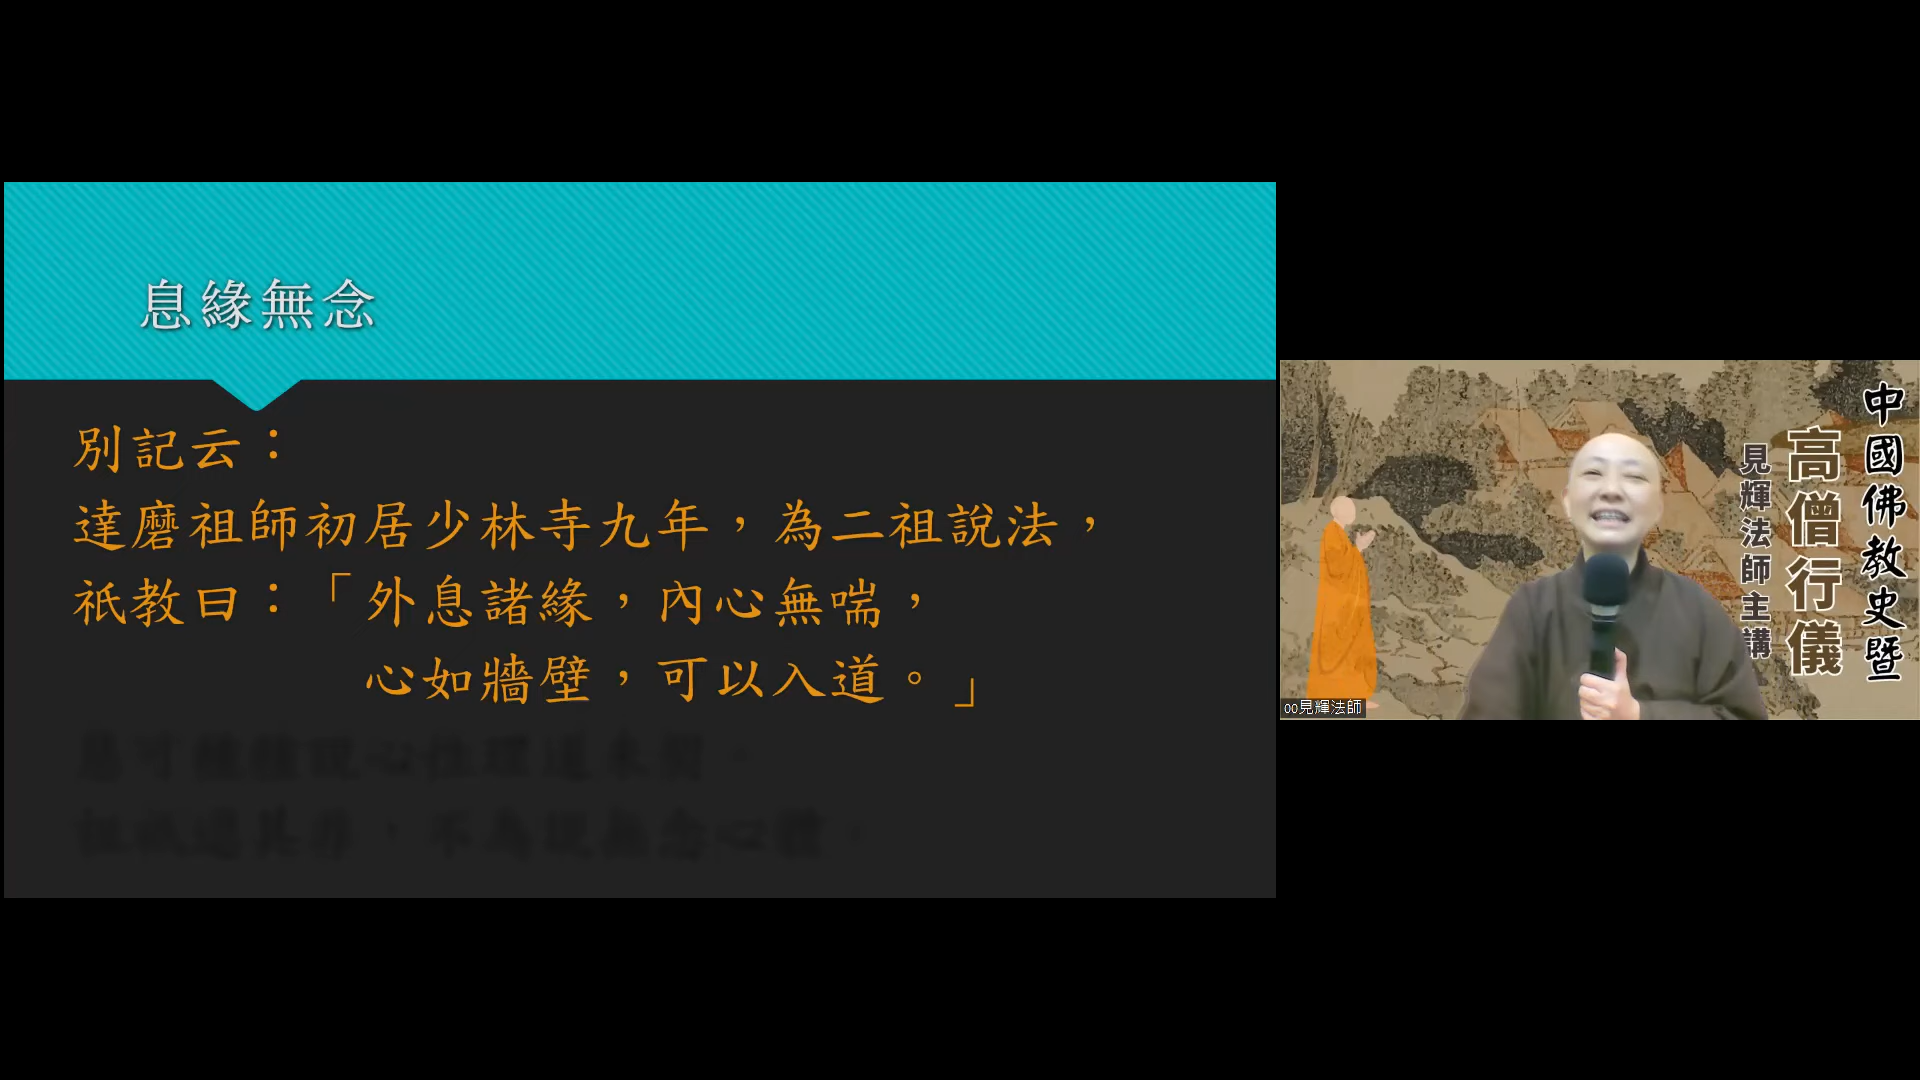 息緣無念
別記云：
達磨祖師初居少林寺九年，為二祖說法，
祇教曰：「外息諸緣，內心無喘，
心如牆壁，可以入道。」
中國佛教史暨
高僧行儀
見輝法師主講
oo見輝法師